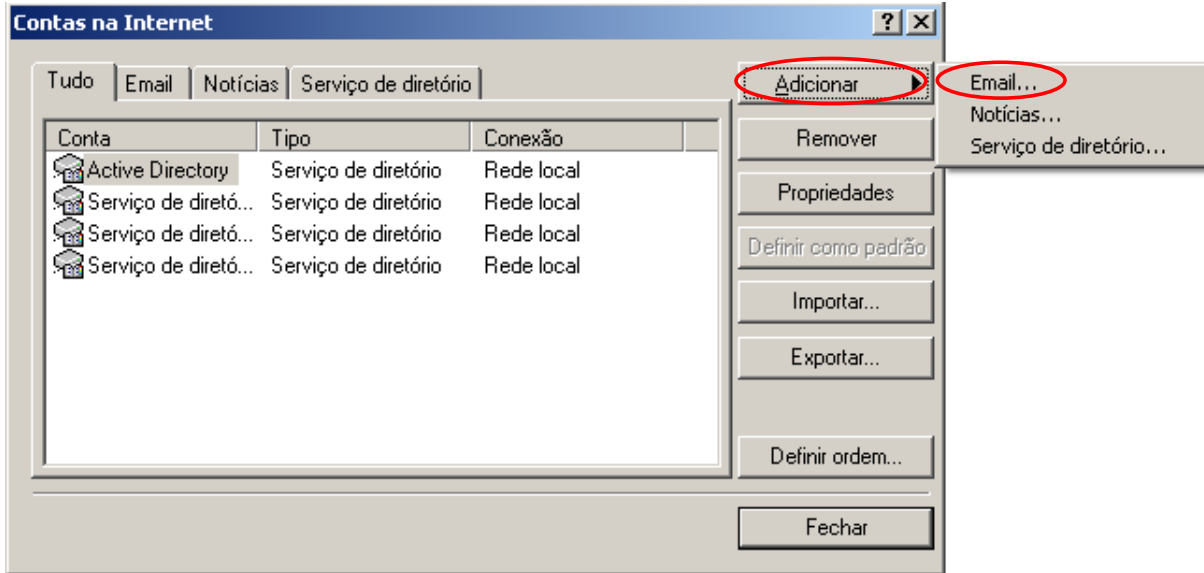 Contas na Internet
Tudo Email Notícias Serviço de diretório
Adicionar
Email...
Notícias...
Serviço de diretório...
Conta Tipo Conexão
Remover
Active Directory Serviço de diretório Rede local
Serviço de diretó... Serviço de diretório Rede local
Propriedades
Serviço de diretó... Serviço de diretório Rede local
Definir como padrão
Serviço de diretó... Serviço de diretório Rede local
Importar...
Exportar...
Definir ordem...
Fechar